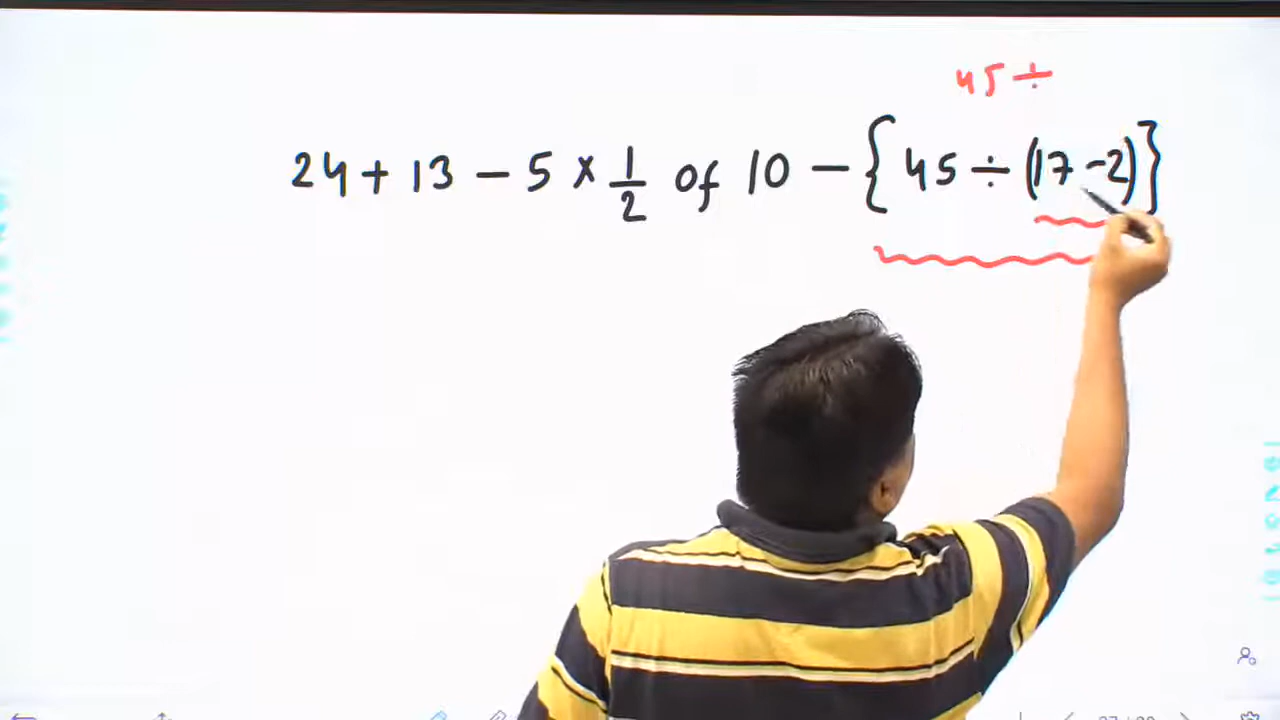 45 ÷
24 + 13 - 5 × 1/2 of 10 - { 45 ÷ (17 - 2) }